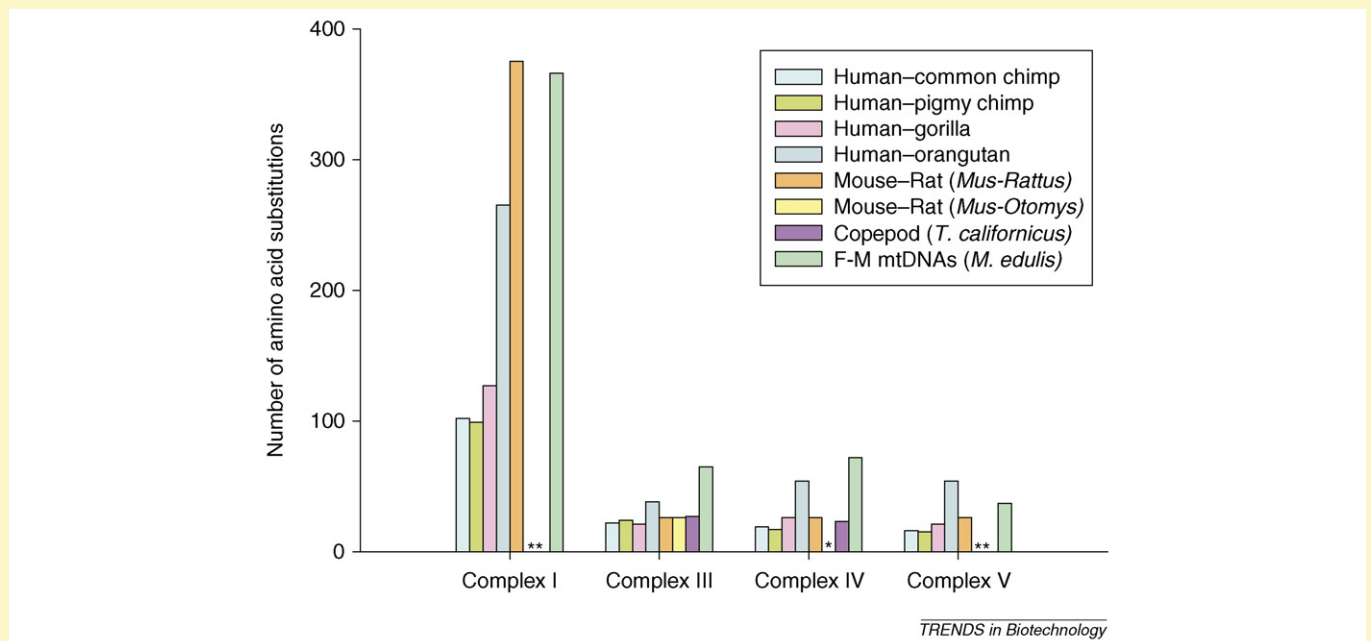 400
300
200
100
0
Number of amino acid substitutions
Human–common chimp
Human–pigmy chimp
Human–gorilla
Human–orangutan
Mouse–Rat (Mus-Rattus)
Mouse–Rat (Mus-Otomys)
Copepod (T. californicus)
F-M mtDNAs (M. edulis)
** * **
Complex I Complex III Complex IV Complex V
TRENDS in Biotechnology